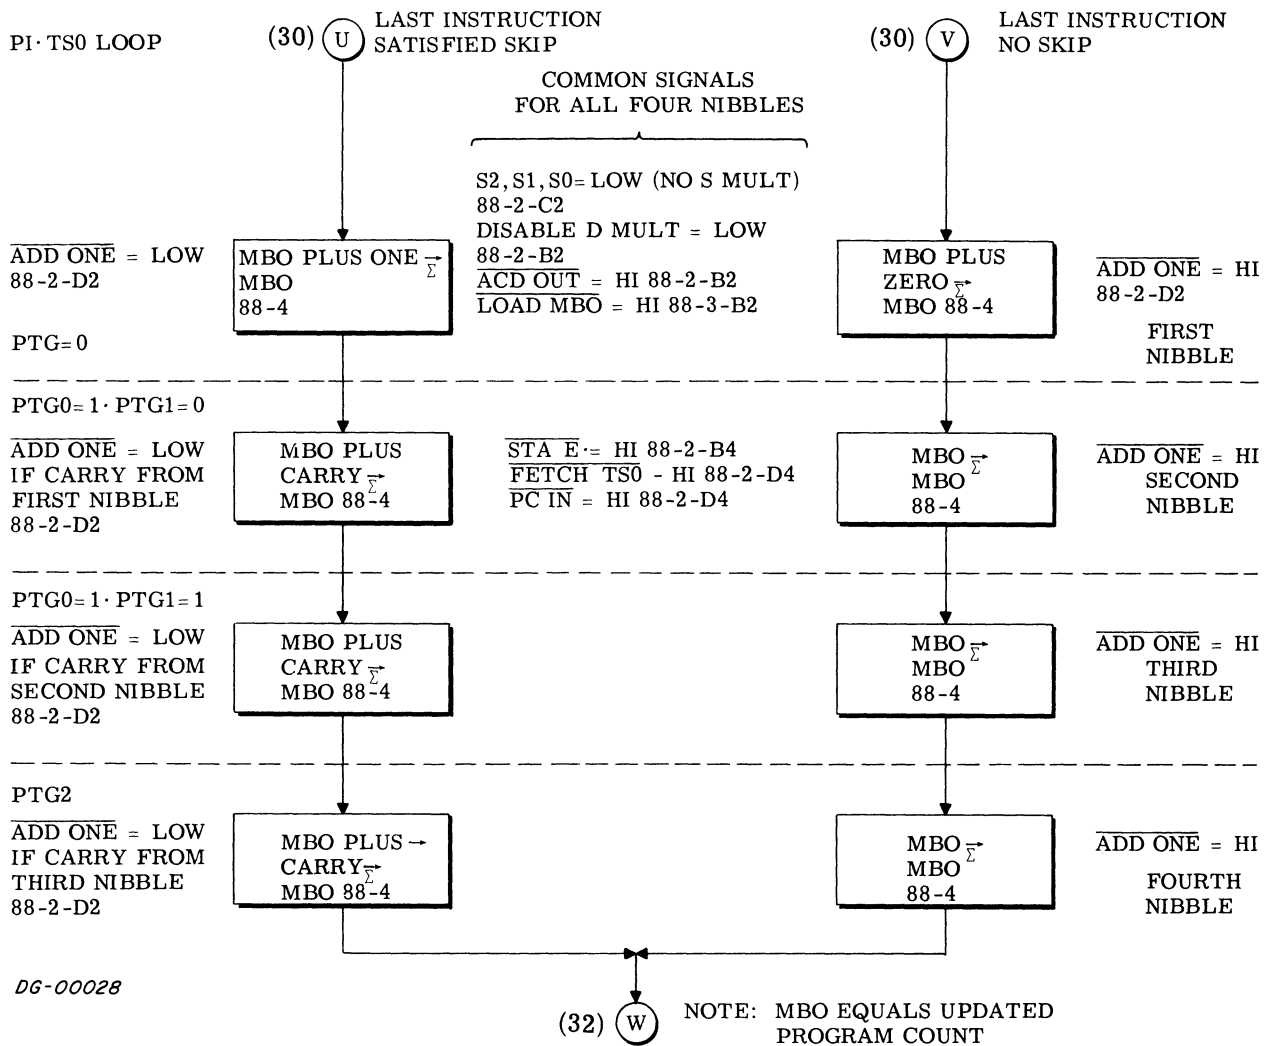 PI·TS0 LOOP
(30) U LAST INSTRUCTION
SATISFIED SKIP
(30) V LAST INSTRUCTION
NO SKIP
COMMON SIGNALS
FOR ALL FOUR NIBBLES
S2, S1, S0= LOW (NO S MULT)
88-2-C2
DISABLE D MULT = LOW
88-2-B2
ACD OUT = HI 88-2-B2
LOAD MBO = HI 88-3-B2
ADD ONE = LOW
88-2-D2
PTG=0
MBO PLUS ONE →Σ
MBO
88-4
MBO PLUS
ZERO →Σ
MBO 88-4
ADD ONE = HI
88-2-D2
FIRST
NIBBLE
PTG0=1·PTG1=0
ADD ONE = LOW
IF CARRY FROM
FIRST NIBBLE
88-2-D2
MBO PLUS
CARRY →Σ
MBO 88-4
STA E·= HI 88-2-B4
FETCH TS0 - HI 88-2-D4
PC IN = HI 88-2-D4
MBO →Σ
MBO
88-4
ADD ONE = HI
SECOND
NIBBLE
PTG0=1·PTG1=1
ADD ONE = LOW
IF CARRY FROM
SECOND NIBBLE
88-2-D2
MBO PLUS
CARRY →Σ
MBO 88-4
MBO →Σ
MBO
88-4
ADD ONE = HI
THIRD
NIBBLE
PTG2
ADD ONE = LOW
IF CARRY FROM
THIRD NIBBLE
88-2-D2
MBO PLUS →
CARRY →Σ
MBO 88-4
MBO →Σ
MBO
88-4
ADD ONE = HI
FOURTH
NIBBLE
DG-00028
(32) W NOTE: MBO EQUALS UPDATED
PROGRAM COUNT